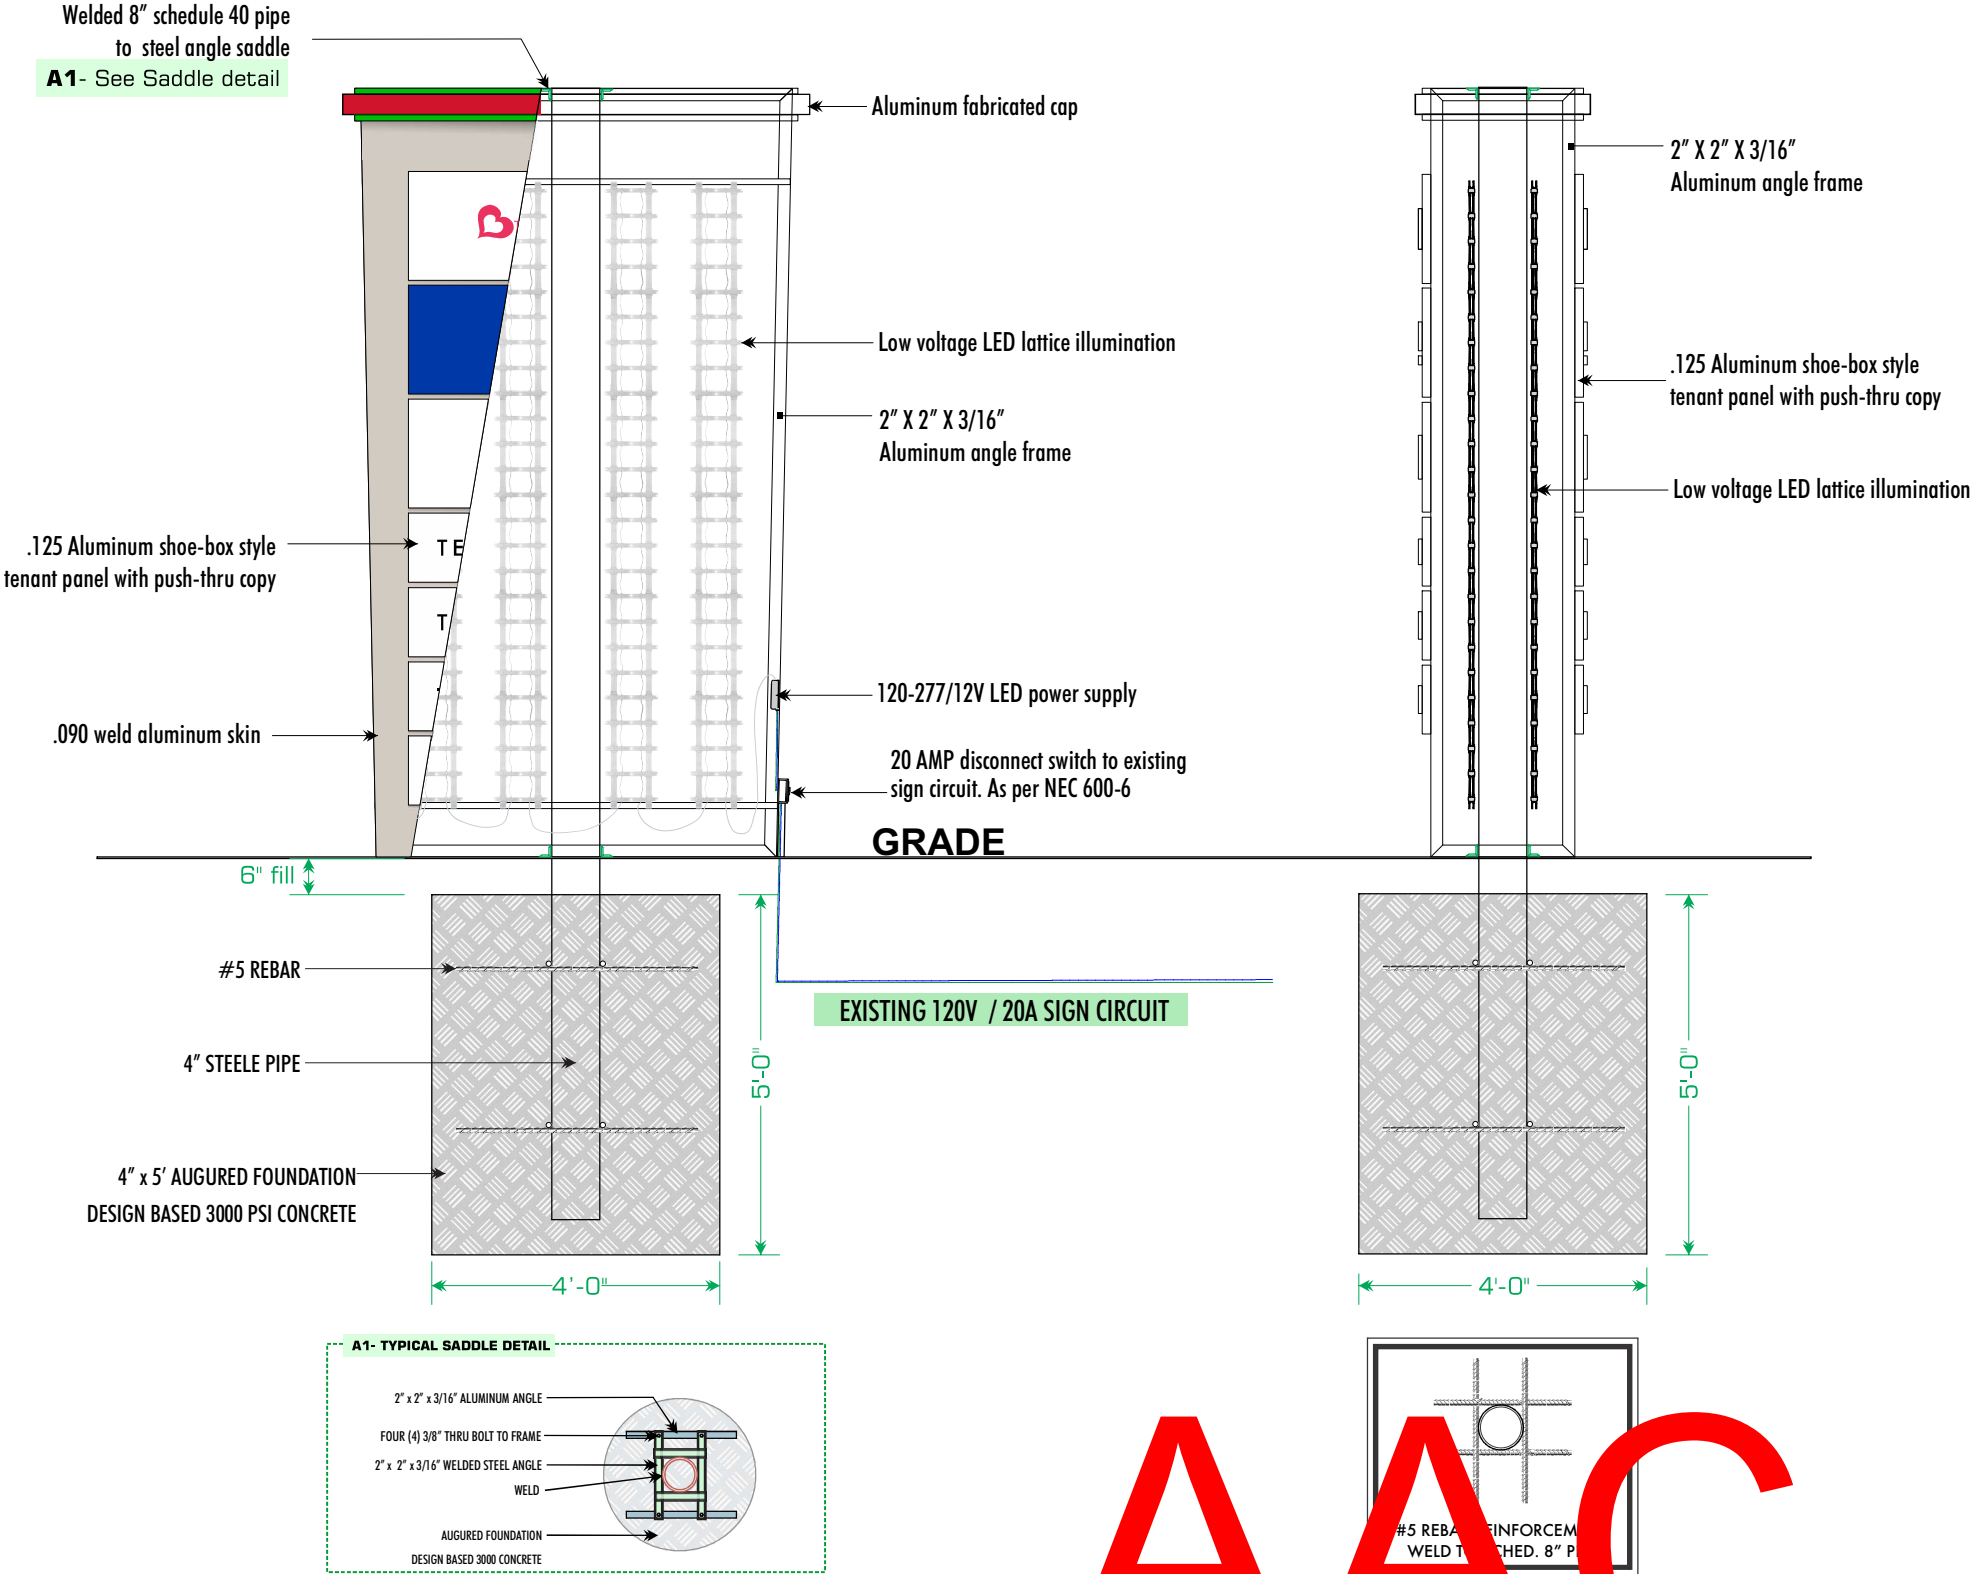 Welded 8” schedule 40 pipe
to steel angle saddle
A1- See Saddle detail
Aluminum fabricated cap
2” X 2” X 3/16”
Aluminum angle frame
Low voltage LED lattice illumination
.125 Aluminum shoe-box style
tenant panel with push-thru copy
2” X 2” X 3/16”
Aluminum angle frame
Low voltage LED lattice illumination
.125 Aluminum shoe-box style
tenant panel with push-thru copy
TE
T
120-277/12V LED power supply
.090 weld aluminum skin
20 AMP disconnect switch to existing
sign circuit. As per NEC 600-6
GRADE
6" fill
#5 REBAR
EXISTING 120V / 20A SIGN CIRCUIT
4” STEELE PIPE
5'-0"
5'-0"
4” x 5’ AUGURED FOUNDATION
DESIGN BASED 3000 PSI CONCRETE
4'-0"
4'-0"
A1- TYPICAL SADDLE DETAIL
2” x 2” x 3/16” ALUMINUM ANGLE
FOUR (4) 3/8” THRU BOLT TO FRAME
2” x 2” x 3/16” WELDED STEEL ANGLE
WELD
AUGURED FOUNDATION
DESIGN BASED 3000 CONCRETE
#5
WELD 8”
AAC